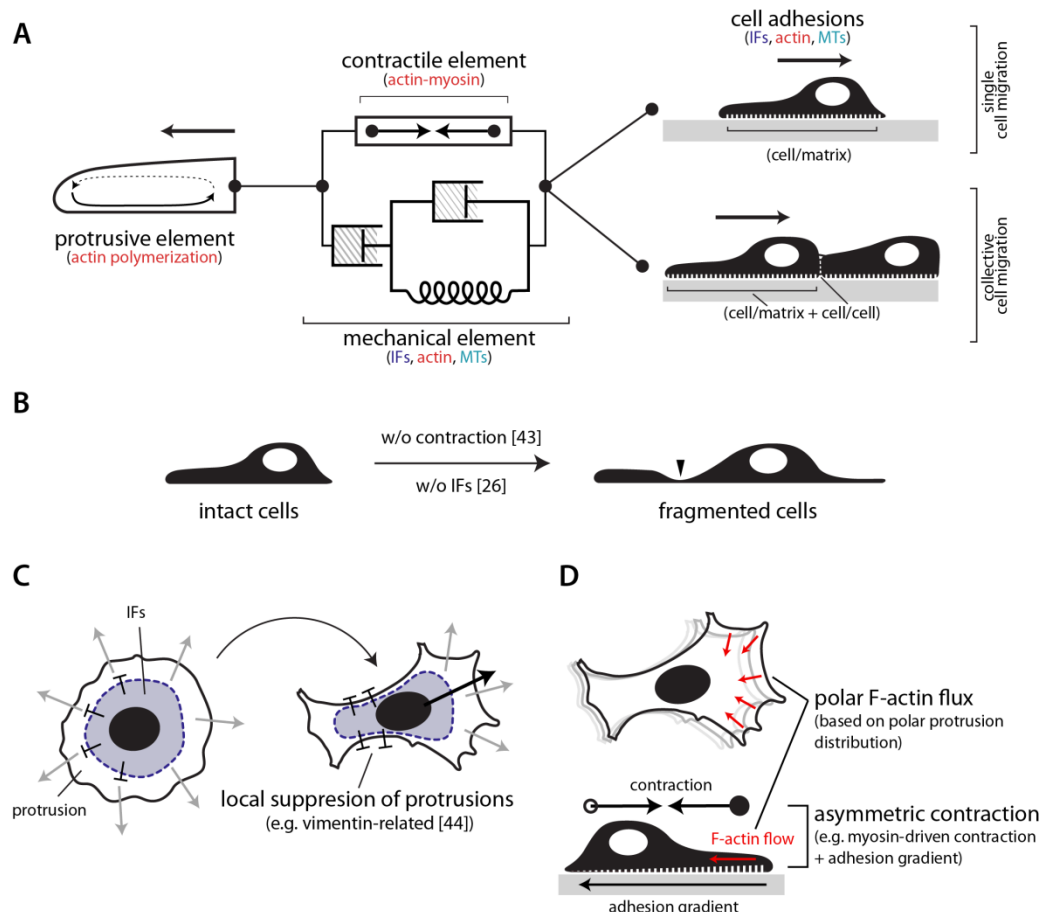 A
contractile element
(actin-myosin)
protrusive element
(actin polymerization)
mechanical element
(IFs, actin, MTs)
cell adhesions
(IFs, actin, MTs)
(cell/matrix)
single
cell migration
(cell/matrix + cell/cell)
collective
cell migration
B
w/o contraction [43]
w/o IFs [26]
intact cells
fragmented cells
C
IFs
protrusion
local suppresion of protrusions
(e.g. vimentin-related [44])
D
polar F-actin flux
(based on polar protrusion
distribution)
contraction
F-actin flow
asymmetric contraction
(e.g. myosin-driven contraction
+ adhesion gradient)
adhesion gradient